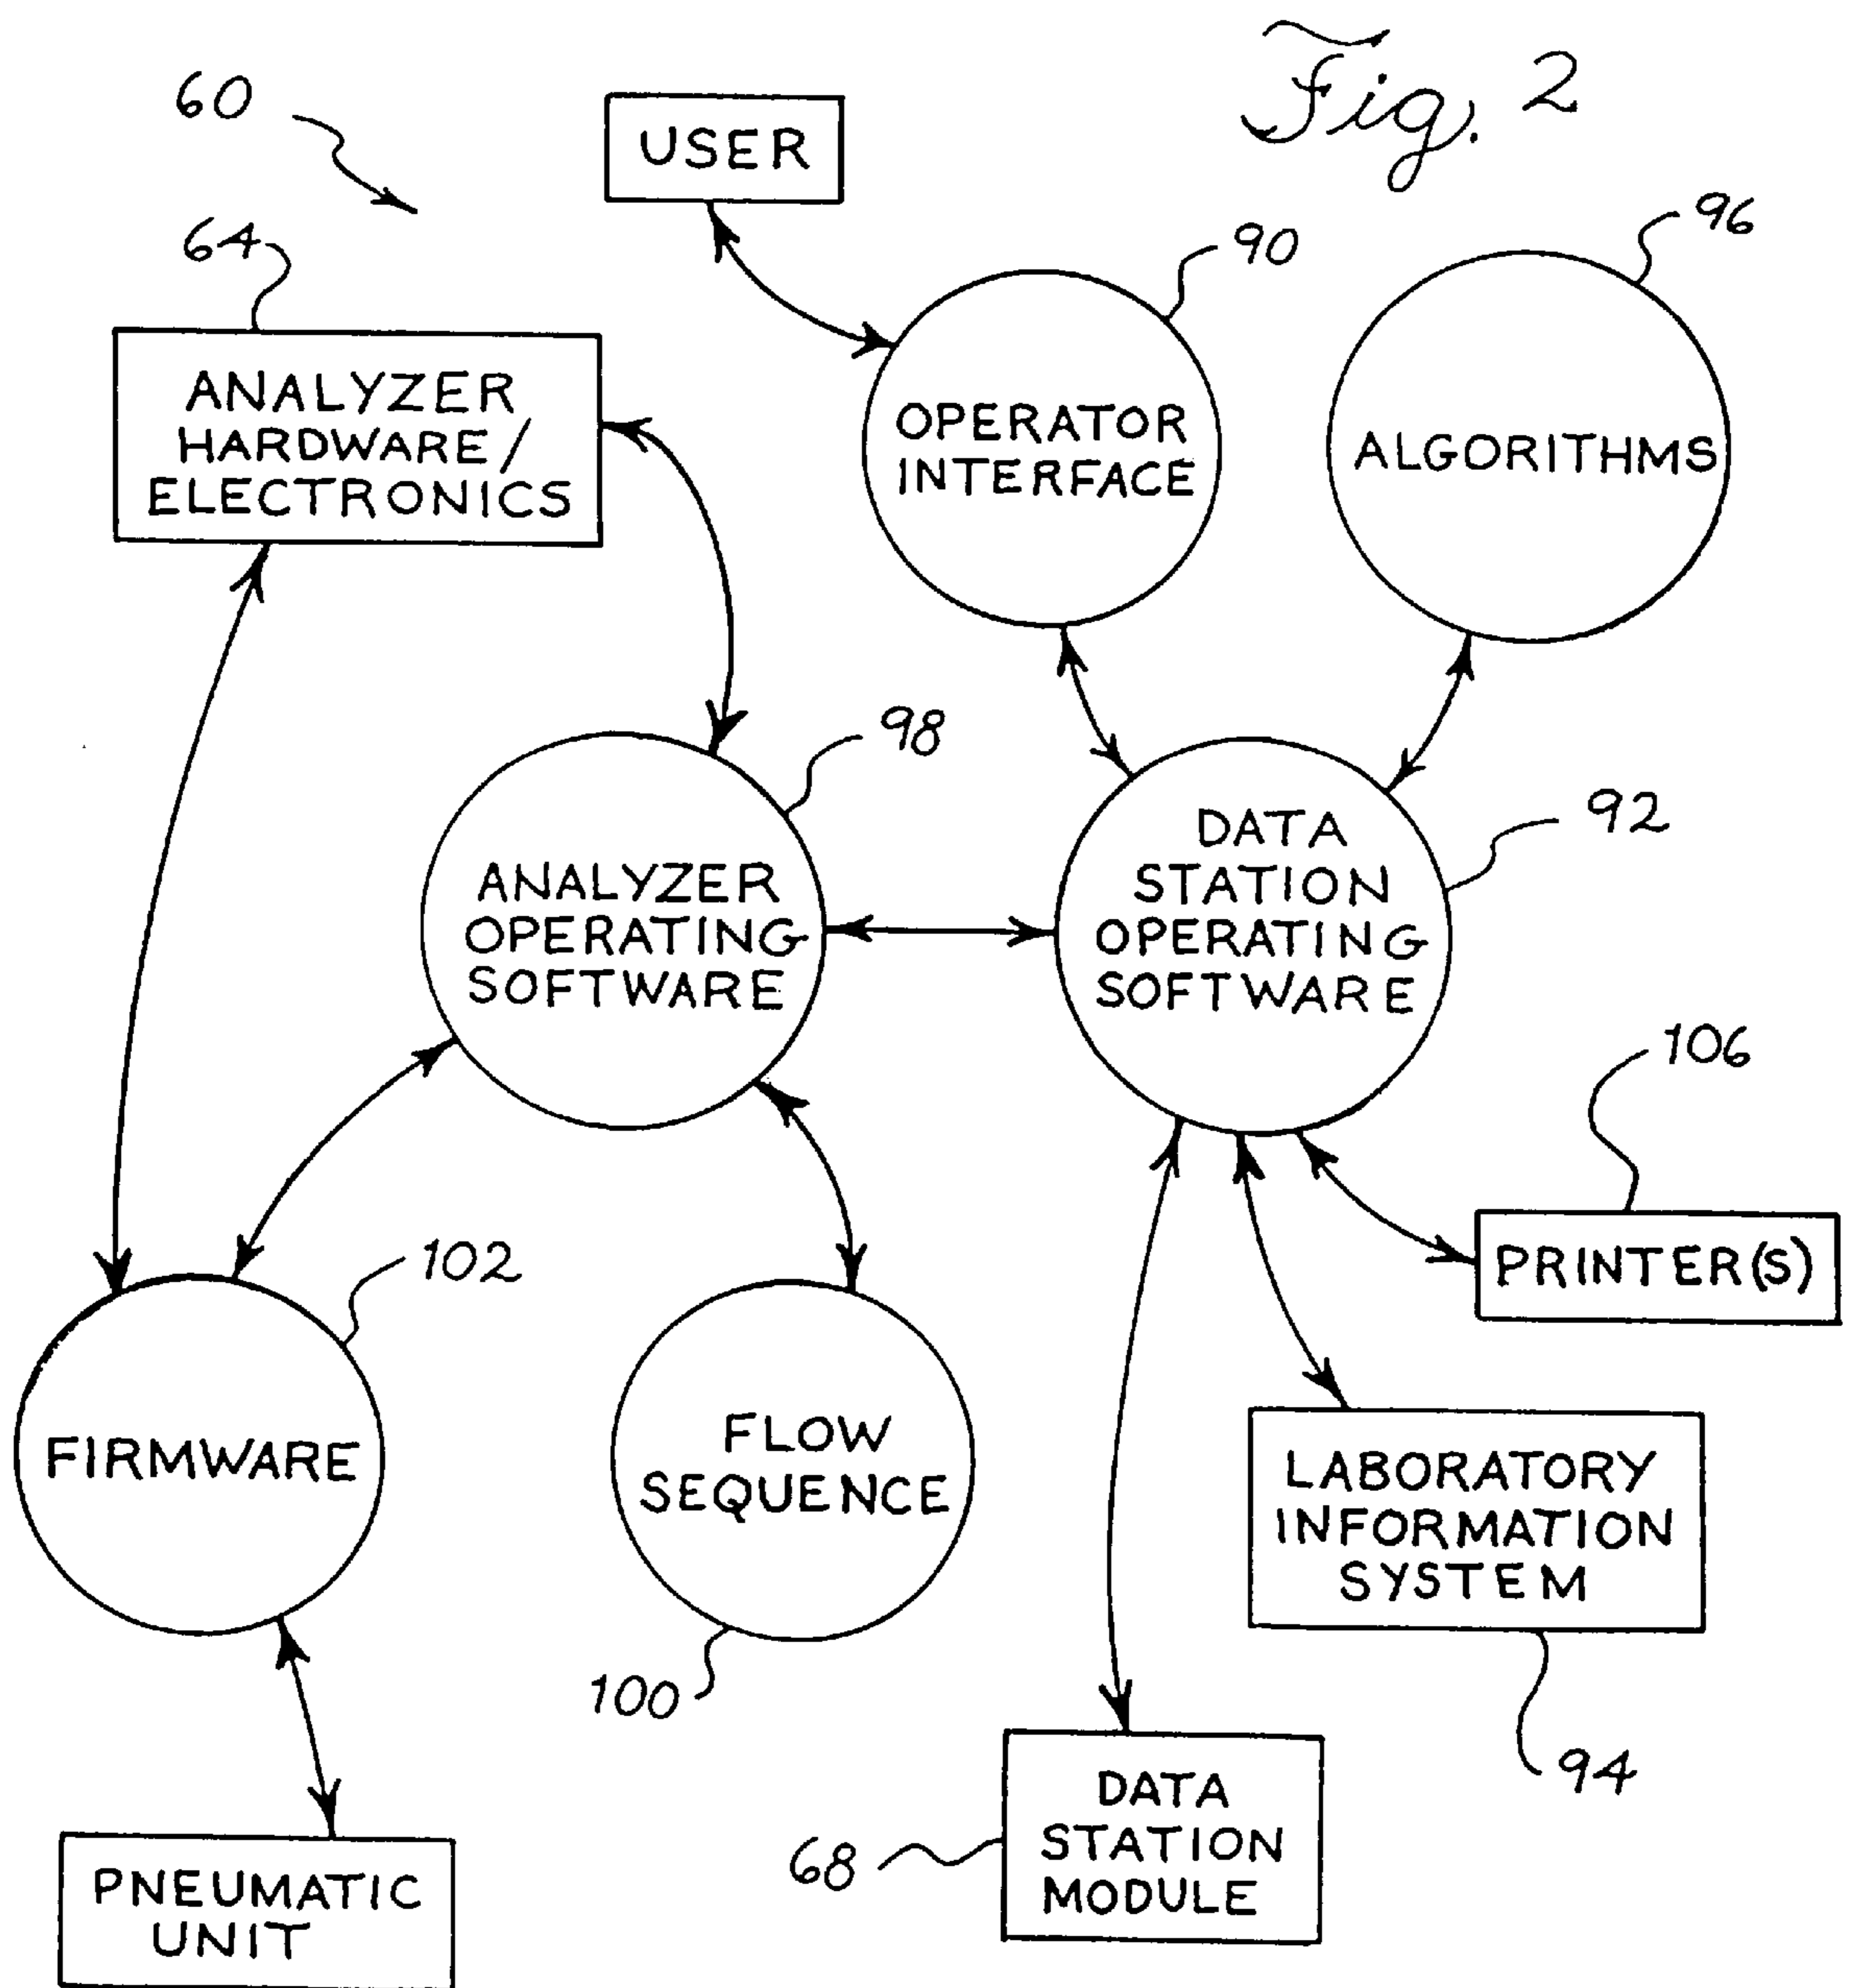 Fig. 2
60
USER
64
90
96
ANALYZER
HARDWARE/
ELECTRONICS
OPERATOR
INTERFACE
ALGORITHMS
98
92
ANALYZER
OPERATING
SOFTWARE
DATA
STATION
OPERATING
SOFTWARE
106
102
PRINTER(S)
FIRMWARE
FLOW
SEQUENCE
LABORATORY
INFORMATION
SYSTEM
100
94
68
DATA
STATION
MODULE
PNEUMATIC
UNIT